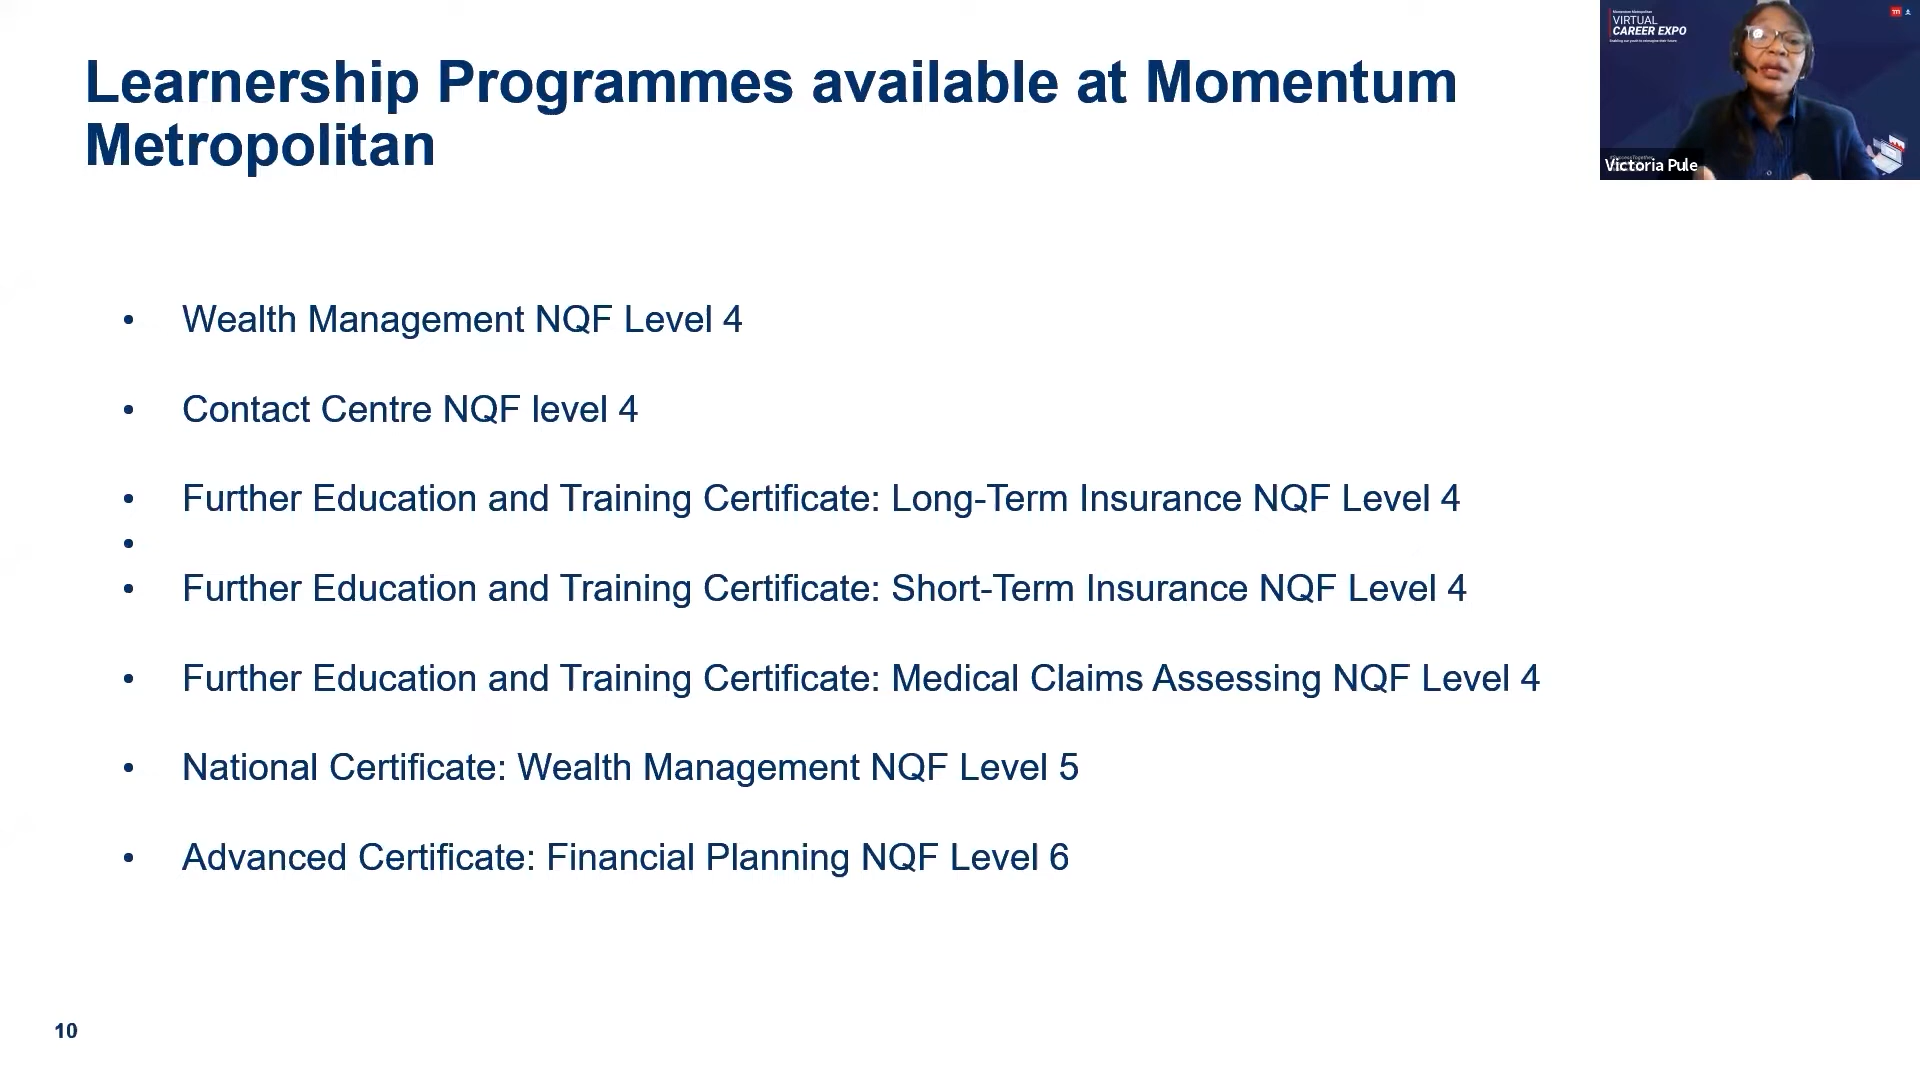 Learnership Programmes available at Momentum
Metropolitan
Momentum Metropolitan
VIRTUAL
CAREER EXPO
Victoria Pule
• Wealth Management NQF Level 4
• Contact Centre NQF level 4
• Further Education and Training Certificate: Long-Term Insurance NQF Level 4
•
• Further Education and Training Certificate: Short-Term Insurance NQF Level 4
• Further Education and Training Certificate: Medical Claims Assessing NQF Level 4
• National Certificate: Wealth Management NQF Level 5
• Advanced Certificate: Financial Planning NQF Level 6
10